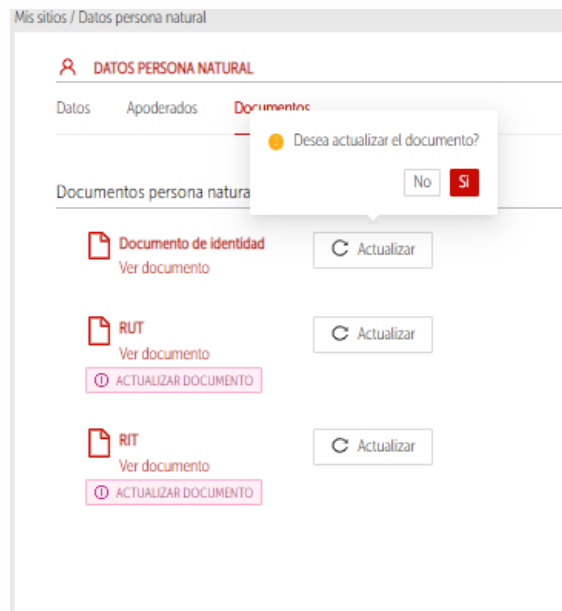 Mis sitios / Datos persona natural
DATOS PERSONA NATURAL
Datos Apoderados Documentos
Desea actualizar el documento?
No Si
Documentos persona natura
Documento de identidad
Ver documento
Actualizar
RUT
Ver documento
Actualizar
ACTUALIZAR DOCUMENTO
RIT
Ver documento
Actualizar
ACTUALIZAR DOCUMENTO